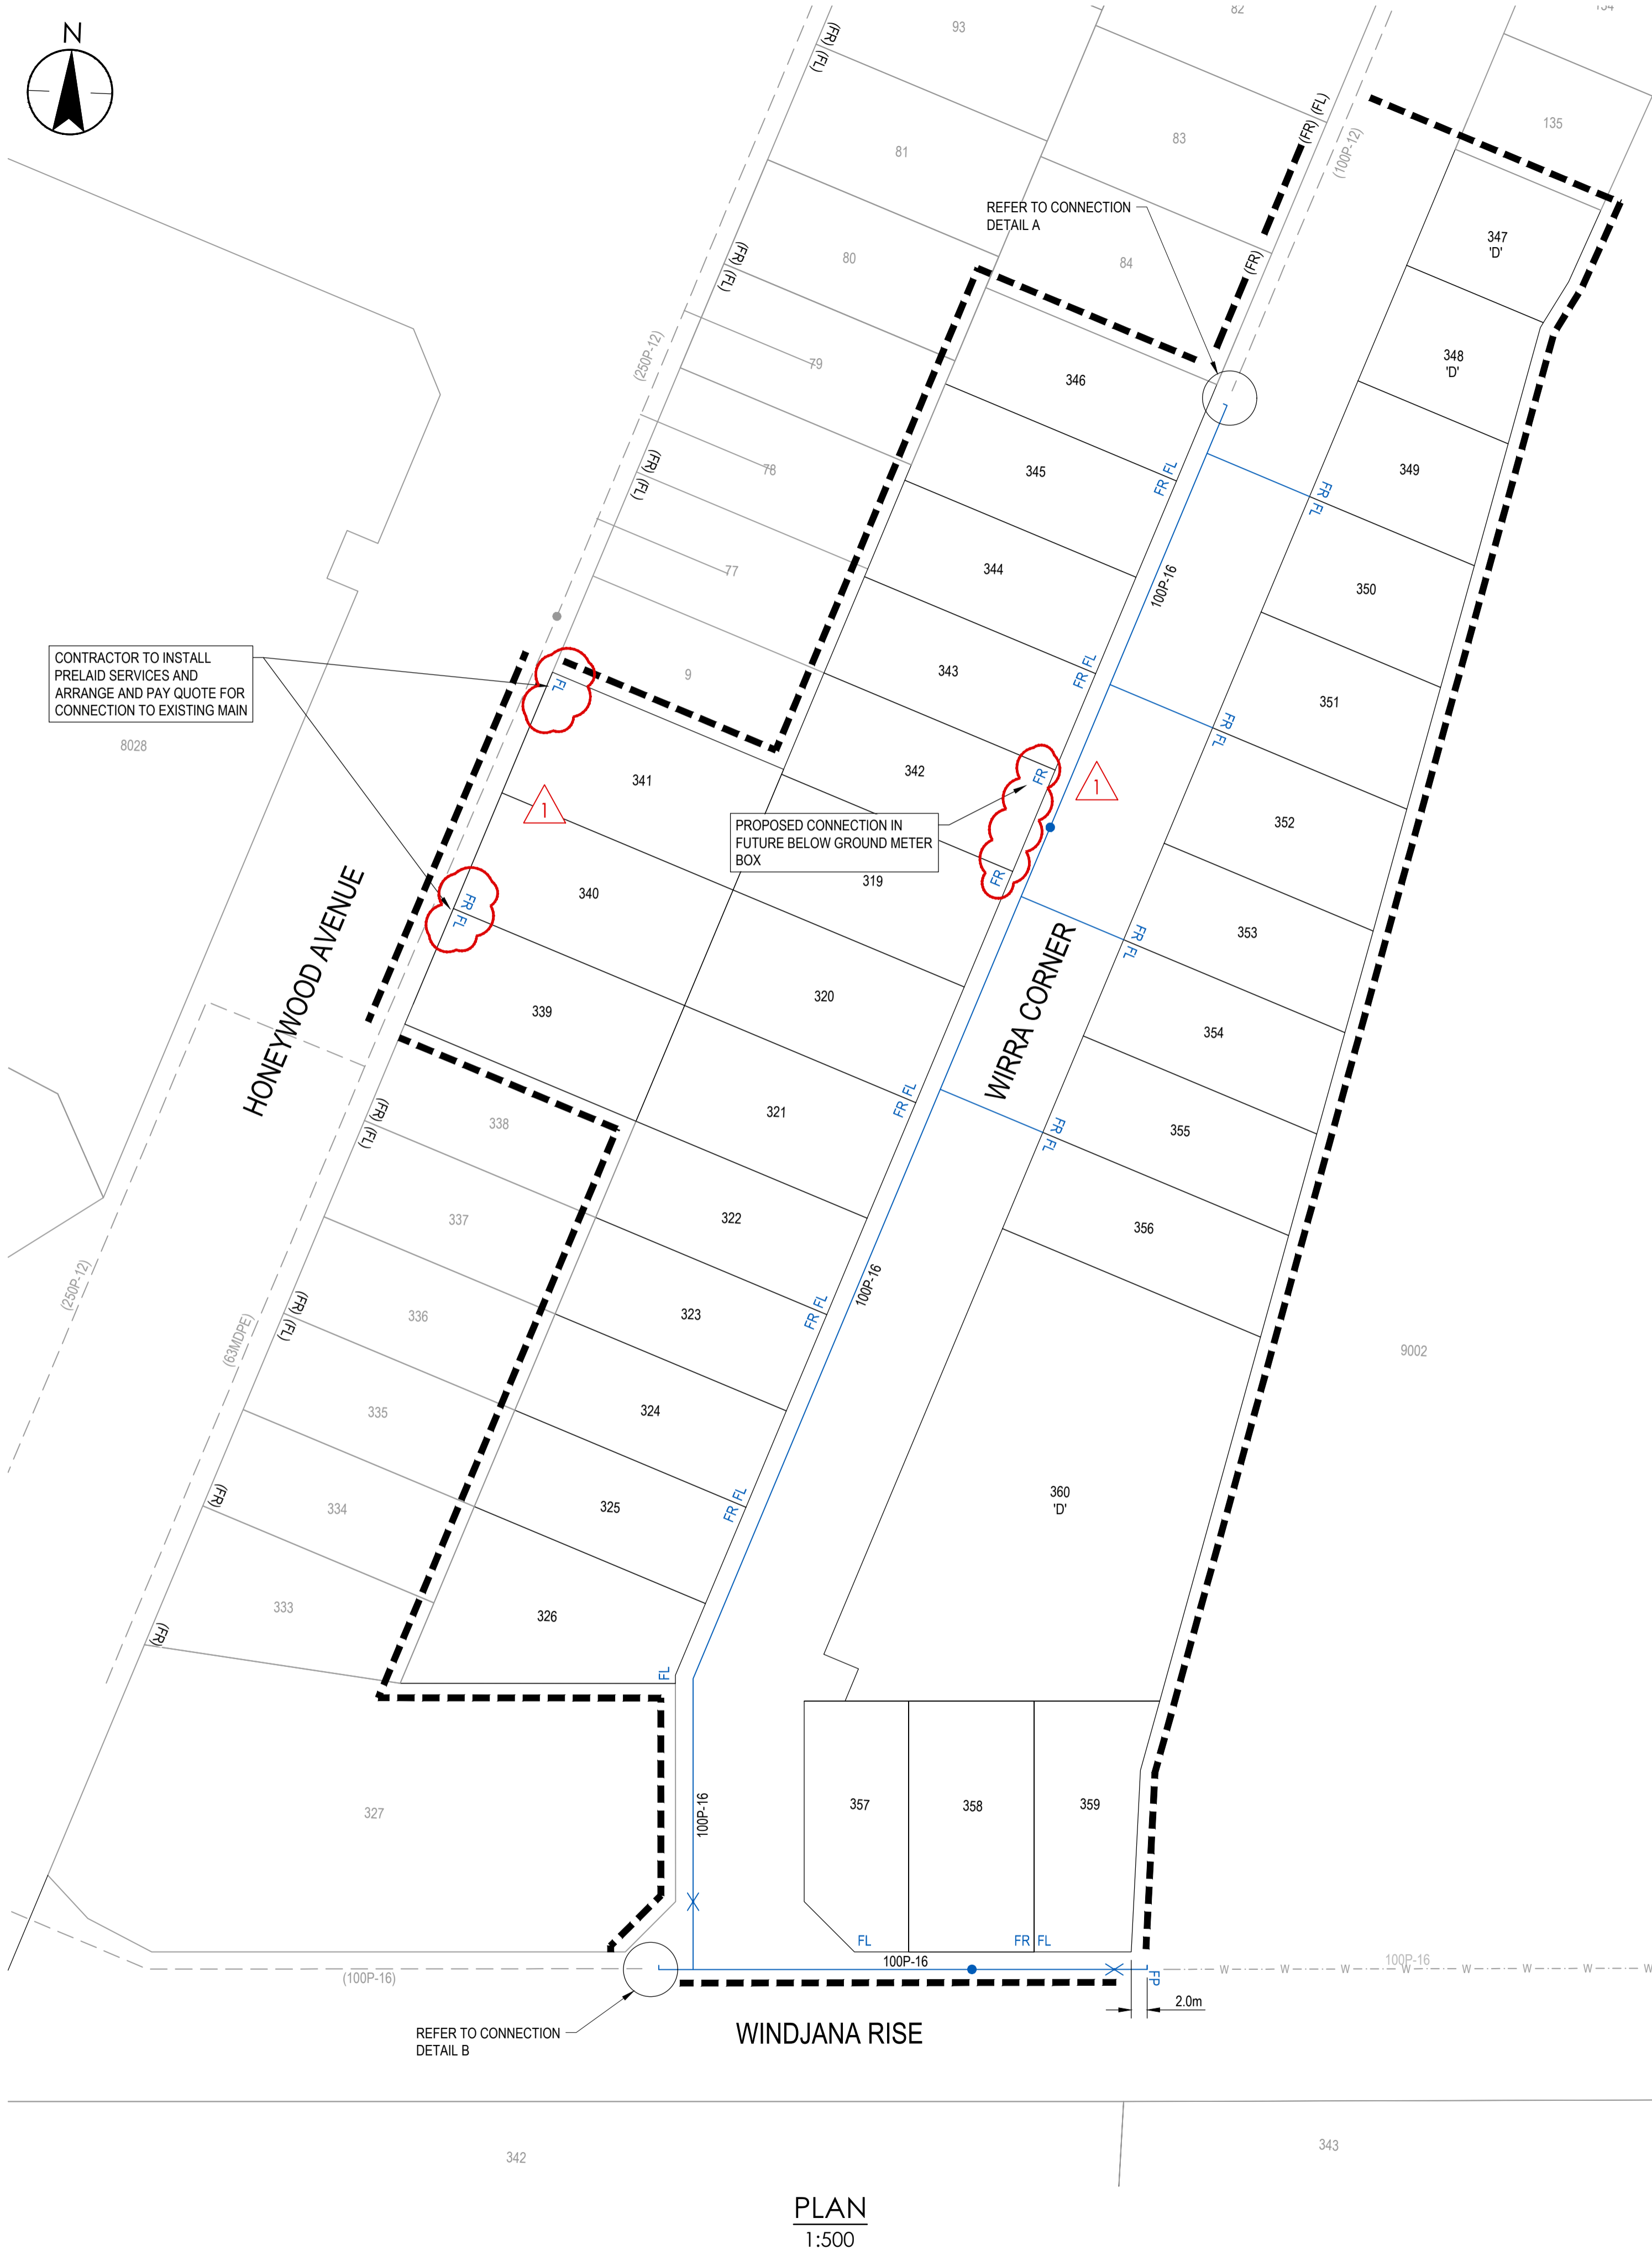 N
93
82
(FR) (FL)
135
83
(FR) (FL)
(100P-12)
81
REFER TO CONNECTION
DETAIL A
347
'D'
80
84
(FR)
(FR) (FL)
(250P-12)
79
346
348
'D'
78
345
FR FL
349
(FR) (FL)
FR FL
77
344
100P-16
350
CONTRACTOR TO INSTALL
PRELAID SERVICES AND
ARRANGE AND PAY QUOTE FOR
CONNECTION TO EXISTING MAIN
8028
FL
9
343
FR FL
351
FR FL
341
342
FR
1
1
PROPOSED CONNECTION IN
FUTURE BELOW GROUND METER
BOX
352
319
FR
340
FR FL
353
FR FL
HONEYWOOD AVENUE
339
320
WIRRA CORNER
354
338
(FR) (FL)
321
FR FL
355
FR FL
337
322
356
(250P-12)
(63MDPE)
336
(FR) (FL)
323
FR FL
100P-16
9002
335
324
334
(FR)
325
FR FL
360
'D'
333
(FR)
326
FL
327
100P-16
357
358
359
FL
FR FL
100P-16
(100P-16)
FP
W W W W W W W W
100P-16
2.0m
REFER TO CONNECTION
DETAIL B
WINDJANA RISE
342
343
PLAN
1:500